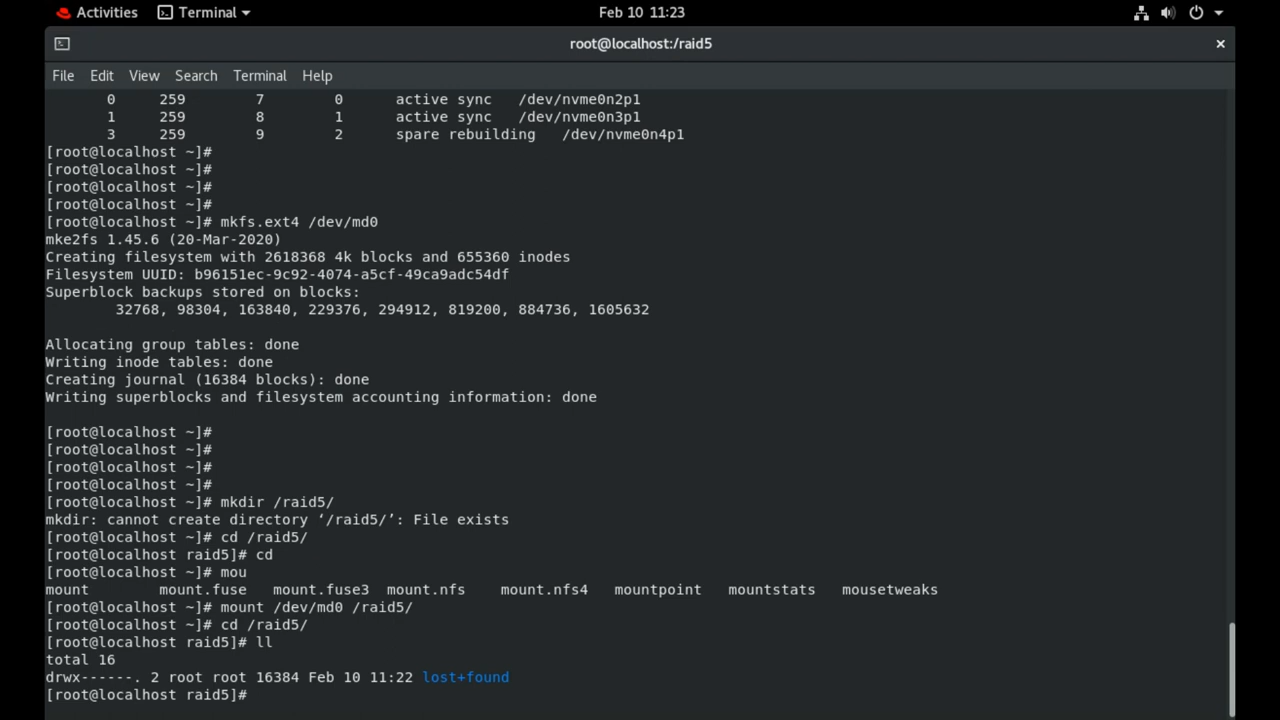 Activities Terminal Feb 10 11:23
root@localhost:/raid5 ×
File Edit View Search Terminal Help
0 259 7 0 active sync /dev/nvme0n2p1
1 259 8 1 active sync /dev/nvme0n3p1
3 259 9 2 spare rebuilding /dev/nvme0n4p1
[root@localhost ~]#
[root@localhost ~]#
[root@localhost ~]#
[root@localhost ~]#
[root@localhost ~]# mkfs.ext4 /dev/md0
mke2fs 1.45.6 (20-Mar-2020)
Creating filesystem with 2618368 4k blocks and 655360 inodes
Filesystem UUID: b96151ec-9c92-4074-a5cf-49ca9adc54df
Superblock backups stored on blocks:
32768, 98304, 163840, 229376, 294912, 819200, 884736, 1605632
Allocating group tables: done
Writing inode tables: done
Creating journal (16384 blocks): done
Writing superblocks and filesystem accounting information: done
[root@localhost ~]#
[root@localhost ~]#
[root@localhost ~]#
[root@localhost ~]#
[root@localhost ~]# mkdir /raid5/
mkdir: cannot create directory ‘/raid5/’: File exists
[root@localhost ~]# cd /raid5/
[root@localhost raid5]# cd
[root@localhost ~]# mou
mount mount.fuse mount.fuse3 mount.nfs mount.nfs4 mountpoint mountstats mousetweaks
[root@localhost ~]# mount /dev/md0 /raid5/
[root@localhost ~]# cd /raid5/
[root@localhost raid5]# ll
total 16
drwx------. 2 root root 16384 Feb 10 11:22 lost+found
[root@localhost raid5]#